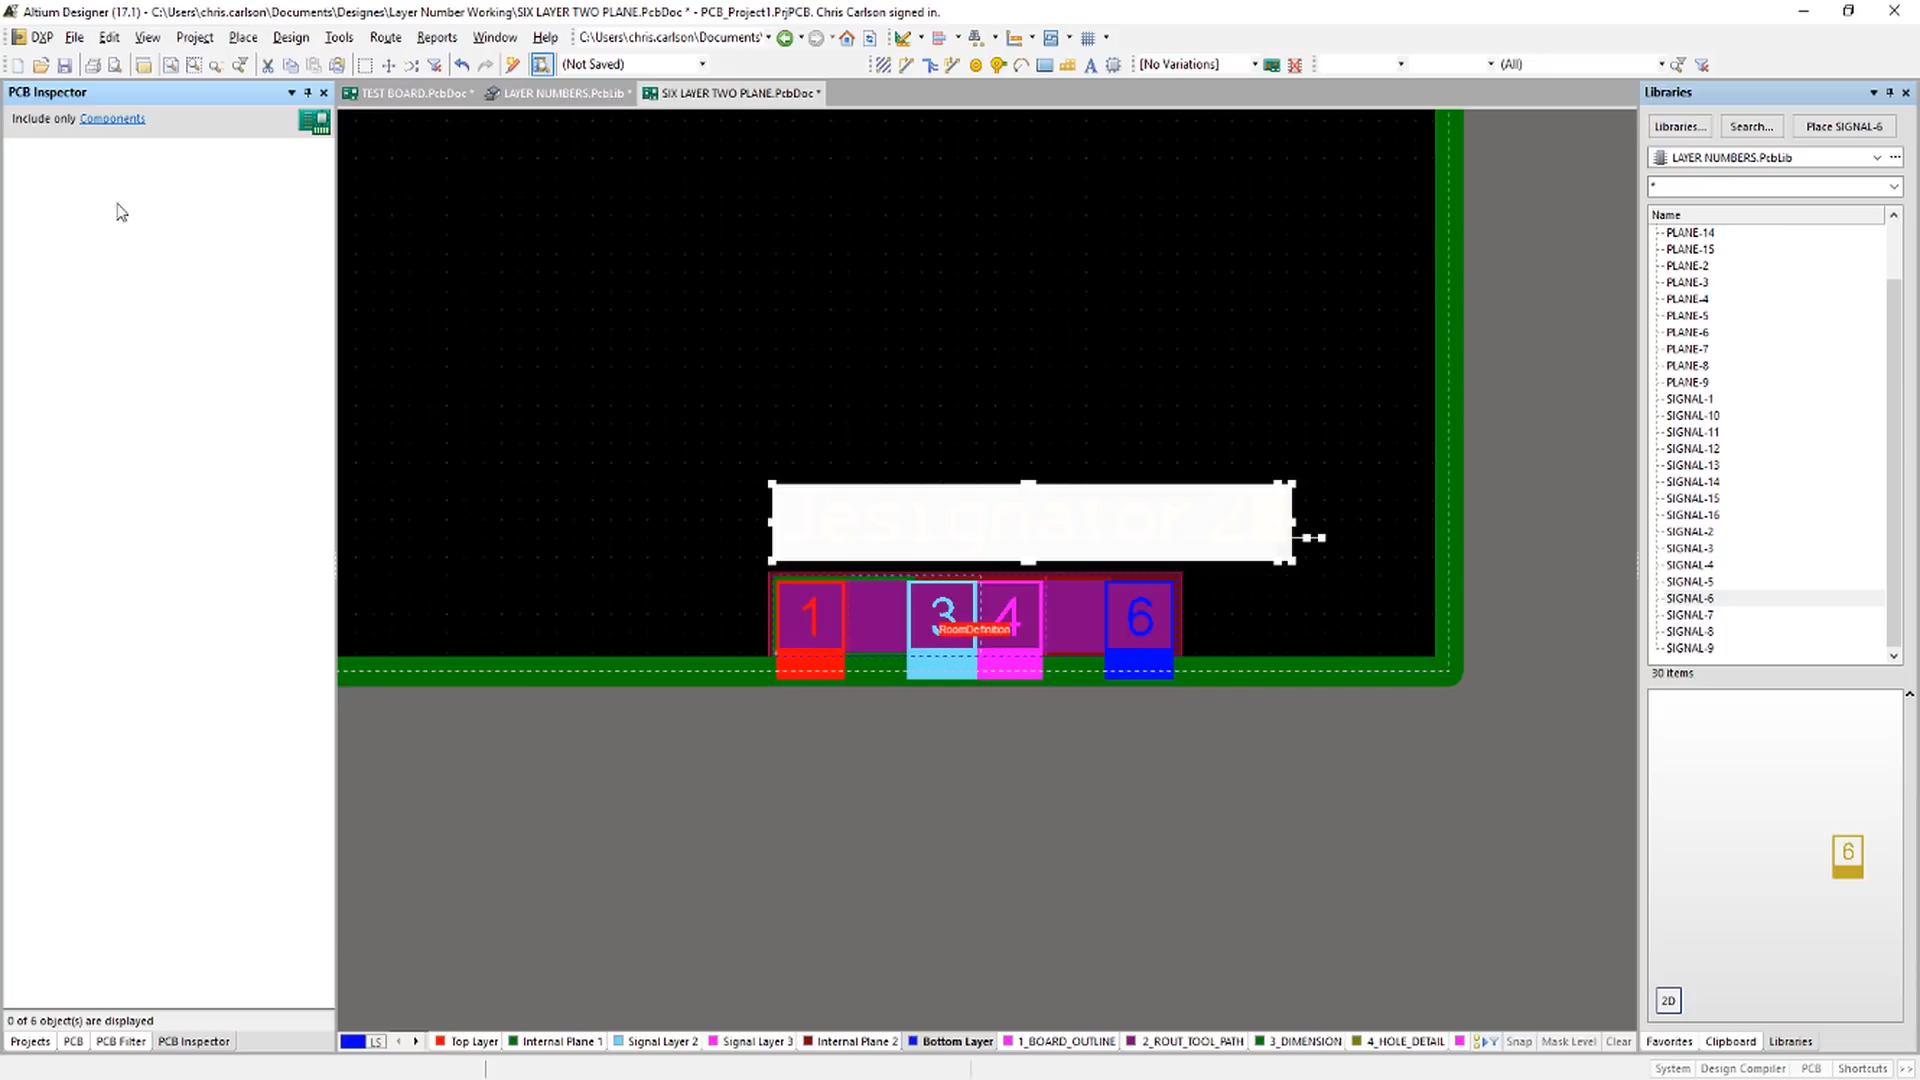 Altium Designer (17.1) - C:\Users\chris.carlson\Documents\Designes\Layer Number Working\SIX LAYER TWO PLANE.PcbDoc * - PCB_Project1.PrjPCB. Chris Carlson signed in.
DXP File Edit View Project Place Design Tools Route Reports Window Help C:\Users\chris.carlson\Documents'
(Not Saved) [No Variations] (All)
PCB Inspector
TEST BOARD.PcbDoc * LAYER NUMBERS.PcbLib * SIX LAYER TWO PLANE.PcbDoc *
Libraries
Include only Components
Libraries... Search... Place SIGNAL-6
LAYER NUMBERS.PcbLib
*
Name
PLANE-14
PLANE-15
PLANE-2
PLANE-3
PLANE-4
PLANE-5
PLANE-6
PLANE-7
PLANE-8
PLANE-9
SIGNAL-1
SIGNAL-10
SIGNAL-11
SIGNAL-12
SIGNAL-13
SIGNAL-14
SIGNAL-15
SIGNAL-16
SIGNAL-2
SIGNAL-3
SIGNAL-4
SIGNAL-5
SIGNAL-6
SIGNAL-7
SIGNAL-8
SIGNAL-9
30 items
1 3 4 6
RoomDefinition
6
2D
0 of 6 object(s) are displayed
Projects PCB PCB Filter PCB Inspector
LS Top Layer Internal Plane 1 Signal Layer 2 Signal Layer 3 Internal Plane 2 Bottom Layer 1_BOARD_OUTLINE 2_ROUT_TOOL_PATH 3_DIMENSION 4_HOLE_DETAIL Snap Mask Level Clear
Favorites Clipboard Libraries
System Design Compiler PCB Shortcuts >>